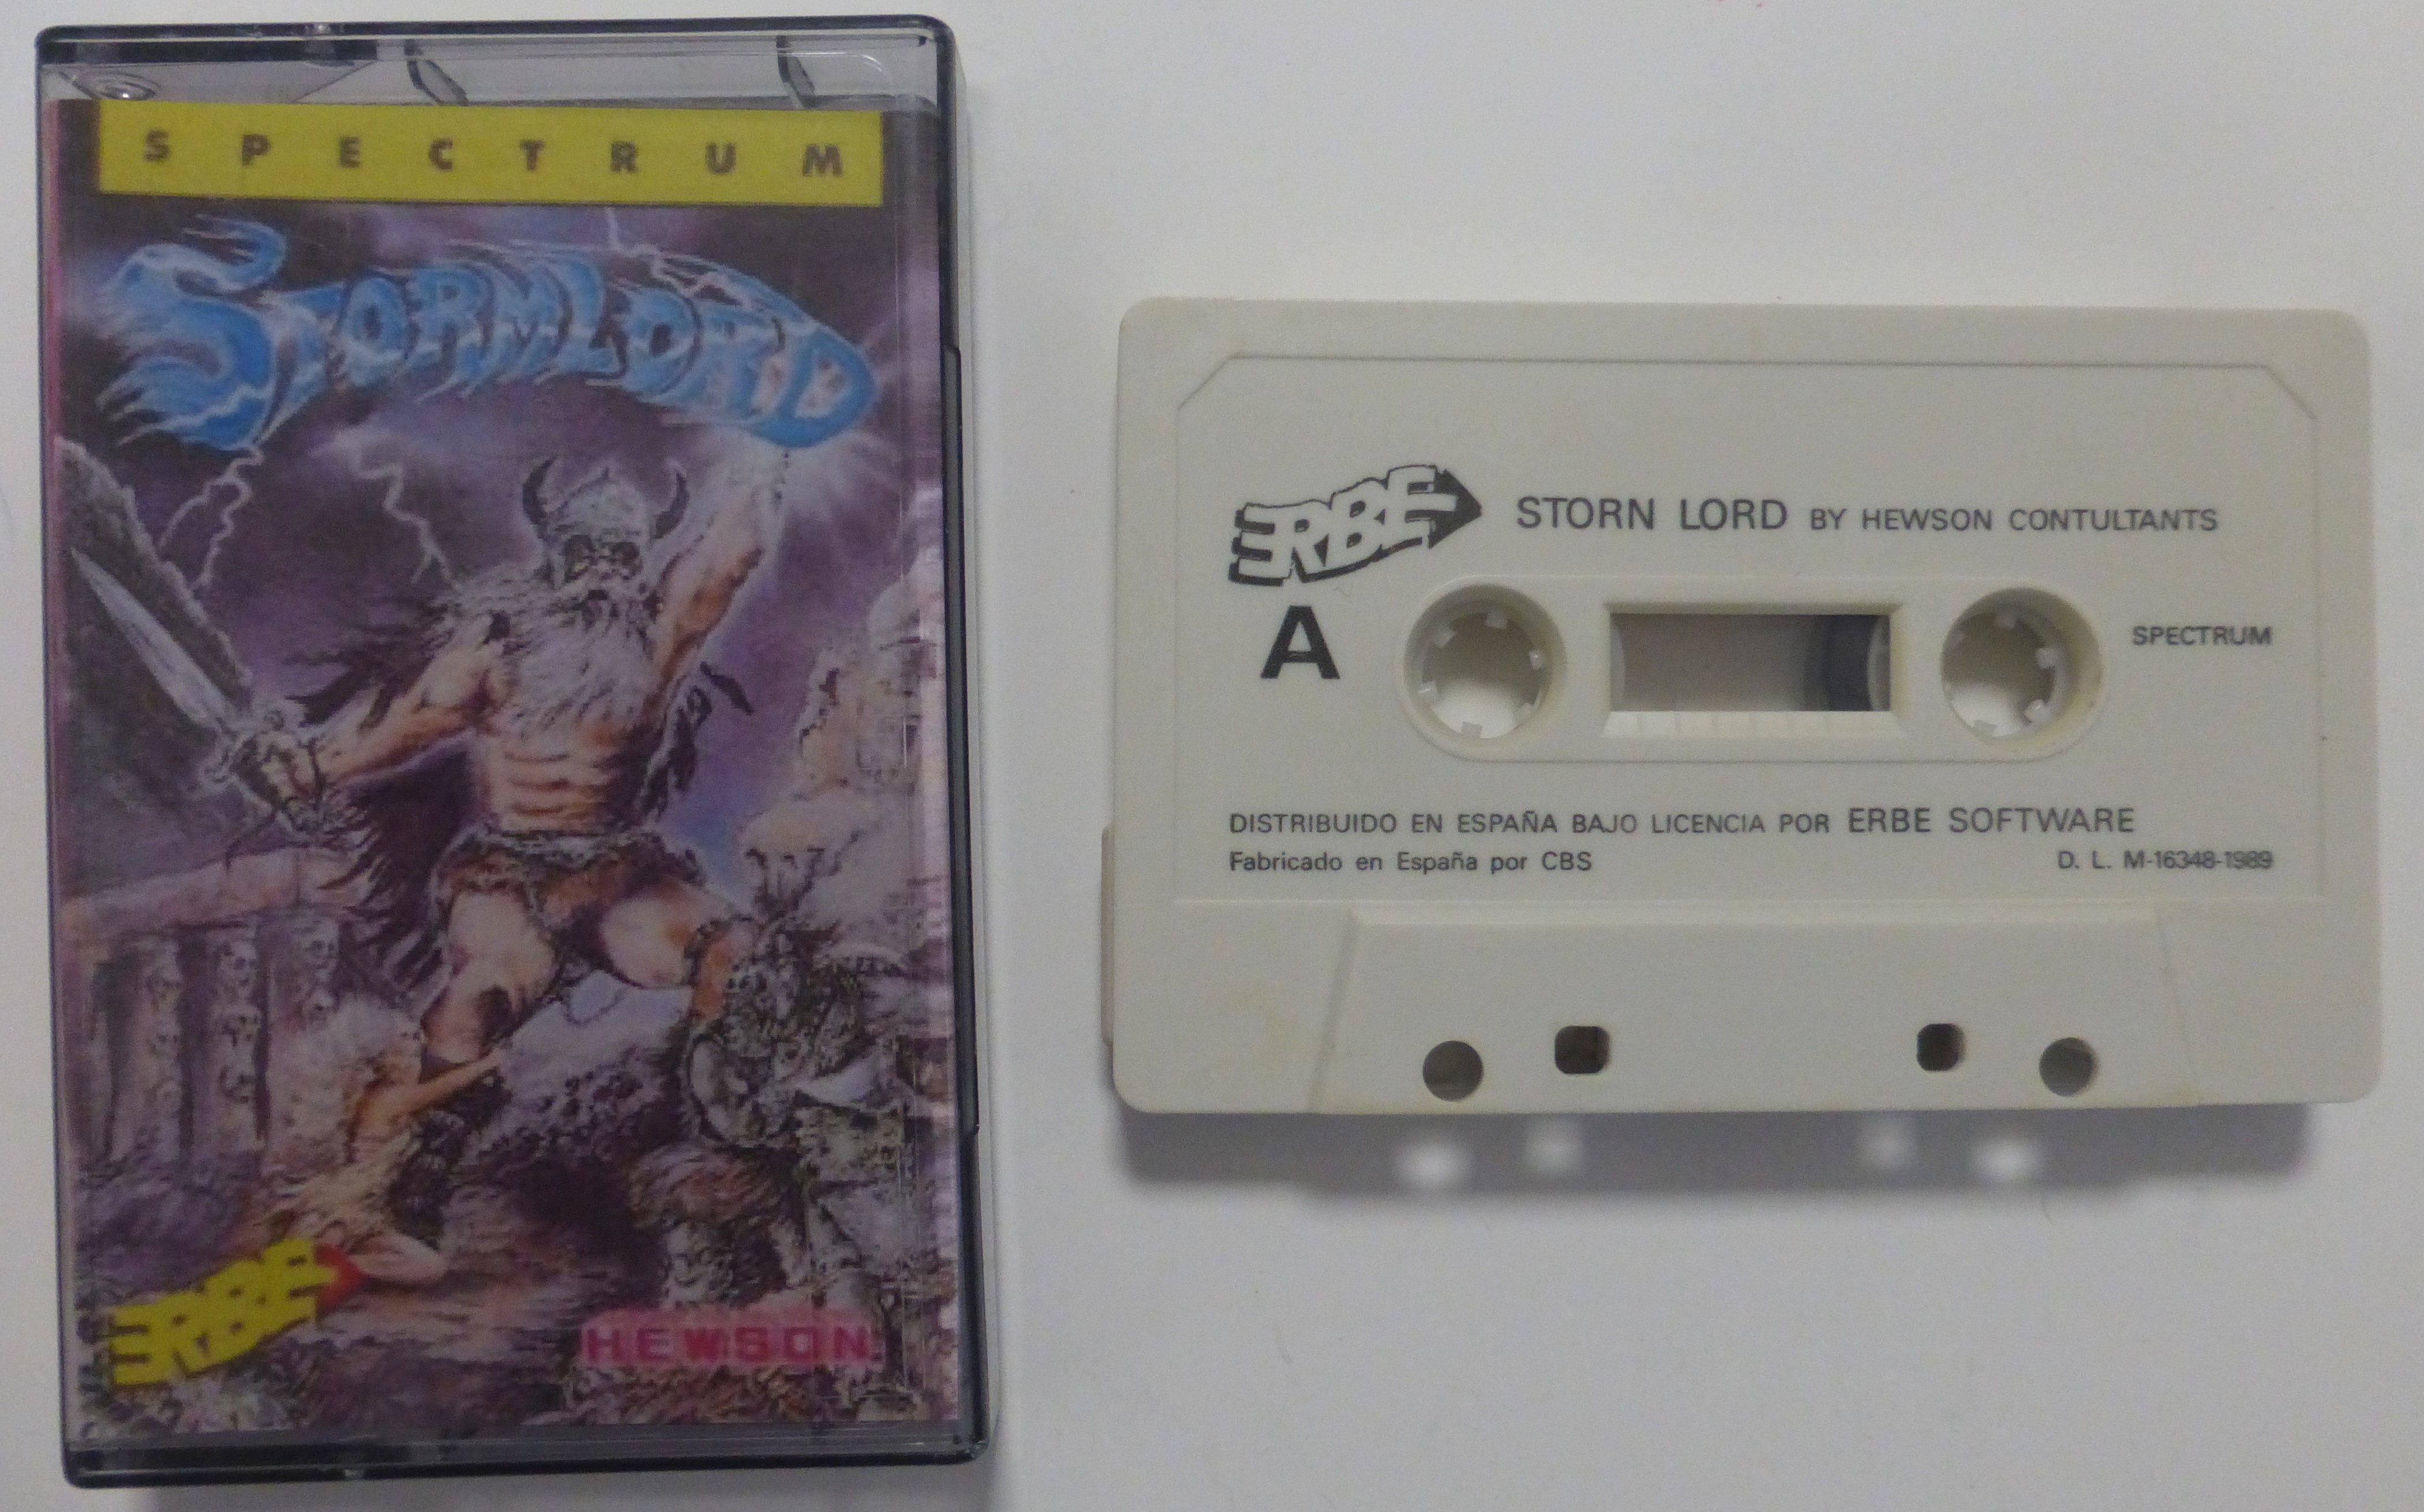 SPECTRUM
STORMLORD
ERBE
HEWSON
ERBE
STORN LORD BY HEWSON CONTULTANTS
A
SPECTRUM
DISTRIBUIDO EN ESPAÑA BAJO LICENCIA POR ERBE SOFTWARE
Fabricado en España por CBS D. L. M-16348-1989